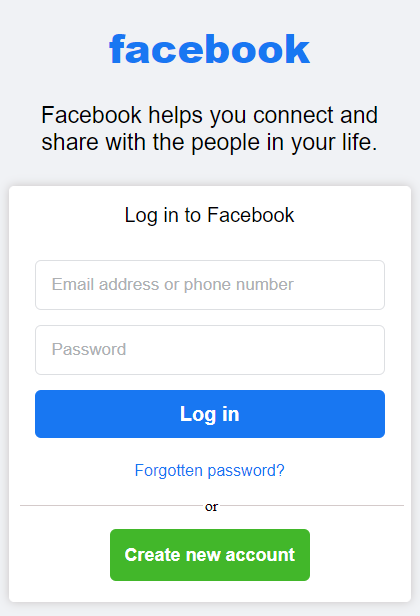 facebook
Facebook helps you connect and
share with the people in your life.
Log in to Facebook
Email address or phone number
Password
Log in
Forgotten password?
or
Create new account